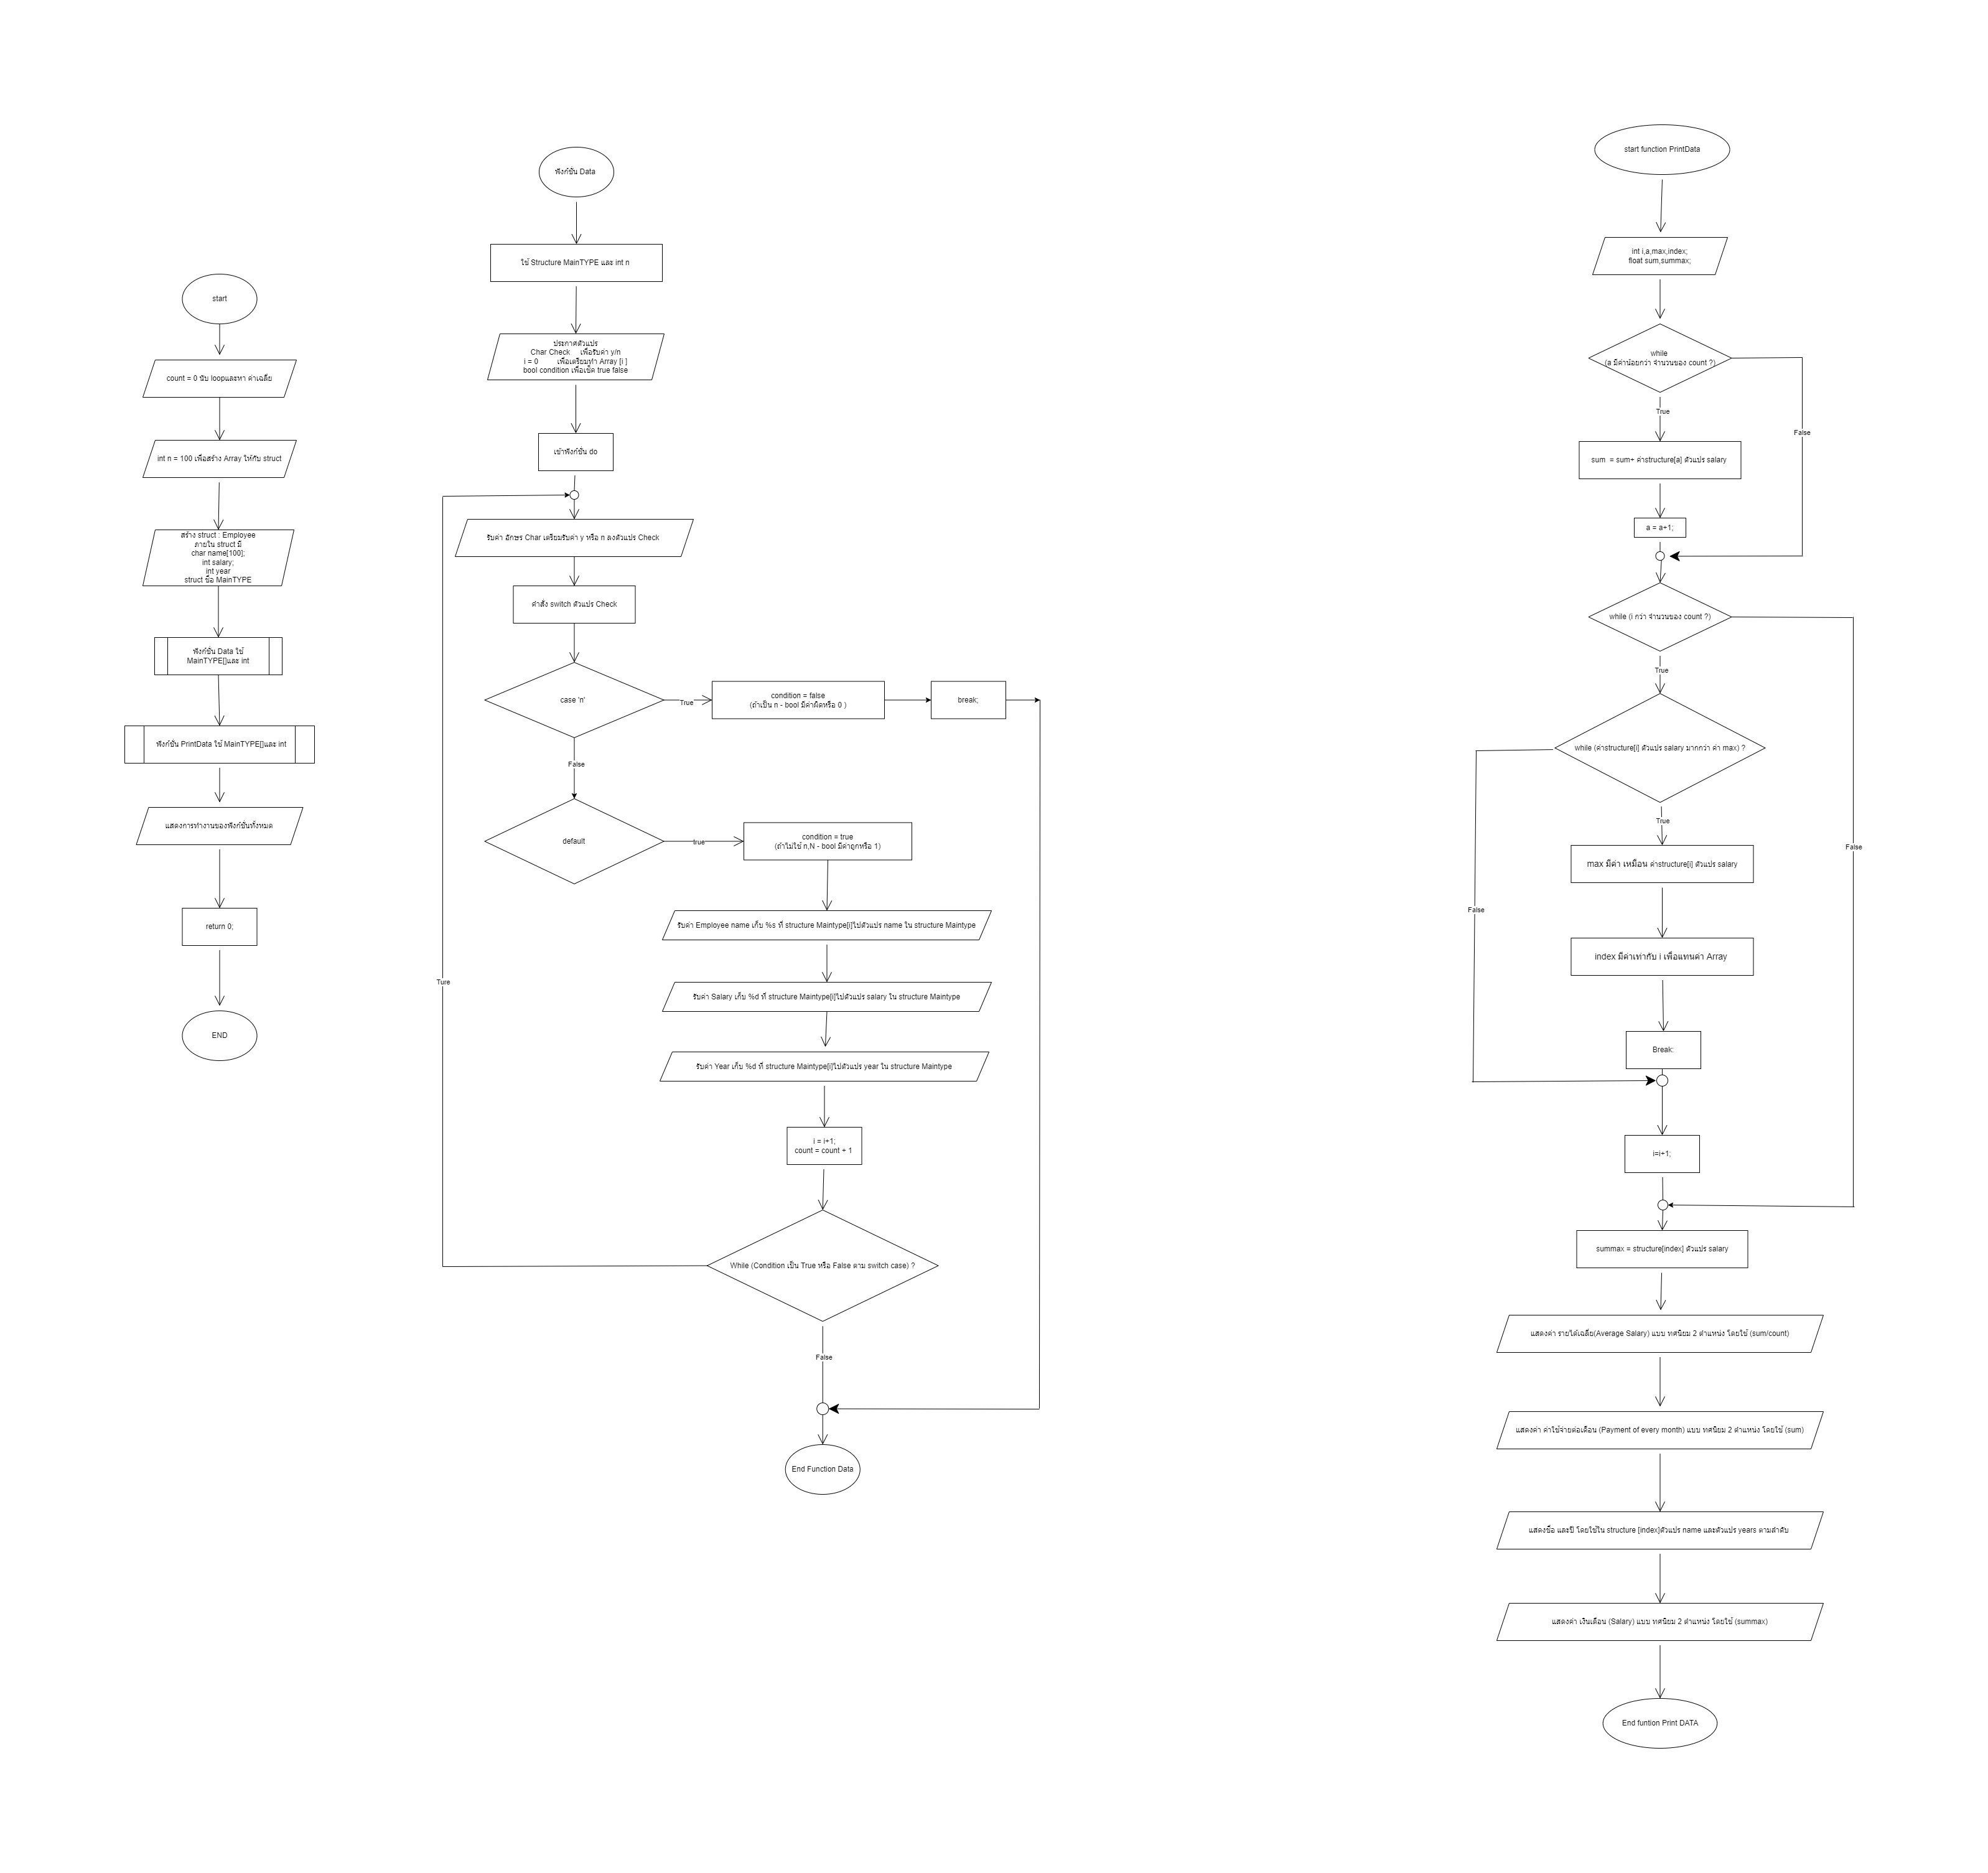 start
count = 0 นับ loopและหา ค่าเฉลี่ย
int n = 100 เพื่อสร้าง Array ให้กับ struct
สร้าง struct : Employee
ภายใน struct มี
char name[100];
int salary;
int year
struct ชื่อ MainTYPE
ฟังก์ชั่น Data ใช้
MainTYPE[]และ int
ฟังก์ชั่น PrintData ใช้ MainTYPE[]และ int
แสดงการทำงานของฟังก์ชั่นทั้งหมด
return 0;
END
ฟังก์ชั่น Data
ใช้ Structure MainTYPE และ int n
ประกาศตัวแปร
Char Check เพื่อรับค่า y/n
i = 0 เพื่อเตรียมทำ Array [i ]
bool condition เพื่อเช็ค true false
เข้าฟังก์ชั่น do
รับค่า อักษร Char เตรียมรับค่า y หรือ n ลงตัวแปร Check
คำสั่ง switch ตัวแปร Check
case 'n'
True
condition = false
(ถ้าเป็น n - bool มีค่าผิดหรือ 0 )
break;
False
default
true
condition = true
(ถ้าไม่ใช่ n,N - bool มีค่าถูกหรือ 1)
รับค่า Employee name เก็บ %s ที่ structure Maintype[i]ไปตัวแปร name ใน structure Maintype
รับค่า Salary เก็บ %d ที่ structure Maintype[i]ไปตัวแปร salary ใน structure Maintype
รับค่า Year เก็บ %d ที่ structure Maintype[i]ไปตัวแปร year ใน structure Maintype
i = i+1;
count = count + 1
While (Condition เป็น True หรือ False ตาม switch case) ?
Ture
False
End Function Data
start function PrintData
int i,a,max,index;
float sum,summax;
while
(a มีค่าน้อยกว่า จำนวนของ count ?)
True
False
sum = sum+ ค่าstructure[a] ตัวแปร salary
a = a+1;
while (i กว่า จำนวนของ count ?)
True
False
while (ค่าstructure[i] ตัวแปร salary มากกว่า ค่า max) ?
True
False
max มีค่า เหมือน ค่าstructure[i] ตัวแปร salary
index มีค่าเท่ากับ i เพื่อแทนค่า Array
Break:
i=i+1;
summax = structure[index] ตัวแปร salary
แสดงค่า รายได้เฉลี่ย(Average Salary) แบบ ทศนิยม 2 ตำแหน่ง โดยใช้ (sum/count)
แสดงค่า ค่าใช้จ่ายต่อเดือน (Payment of every month) แบบ ทศนิยม 2 ตำแหน่ง โดยใช้ (sum)
แสดงชื่อ และปี โดยใช้ใน structure [index]ตัวแปร name และตัวแปร years ตามลำดับ
แสดงค่า เงินเดือน (Salary) แบบ ทศนิยม 2 ตำแหน่ง โดยใช้ (summax)
End funtion Print DATA